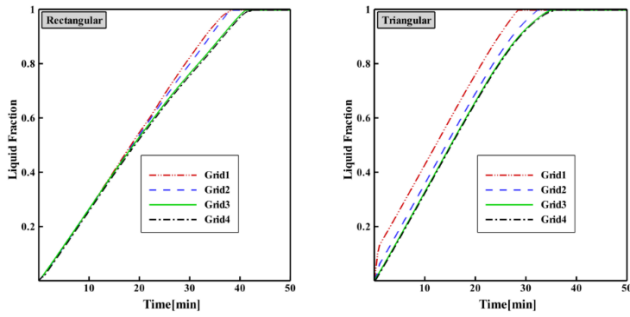 Rectangular
1
0.8
0.6
0.4
0.2
Liquid Fraction
Grid1
Grid2
Grid3
Grid4
10 20 30 40 50
Time[min]
Triangular
1
0.8
0.6
0.4
0.2
Liquid Fraction
Grid1
Grid2
Grid3
Grid4
10 20 30 40 50
Time[min]